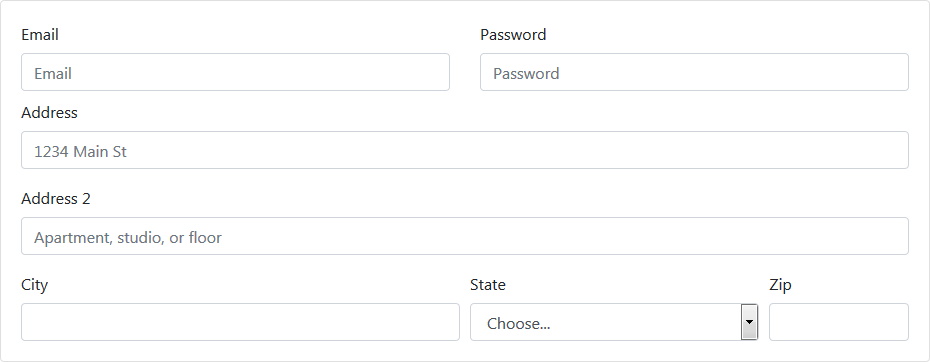 Email Password
Email Password
Address
1234 Main St
Address 2
Apartment, studio, or floor
City State Zip
Choose...